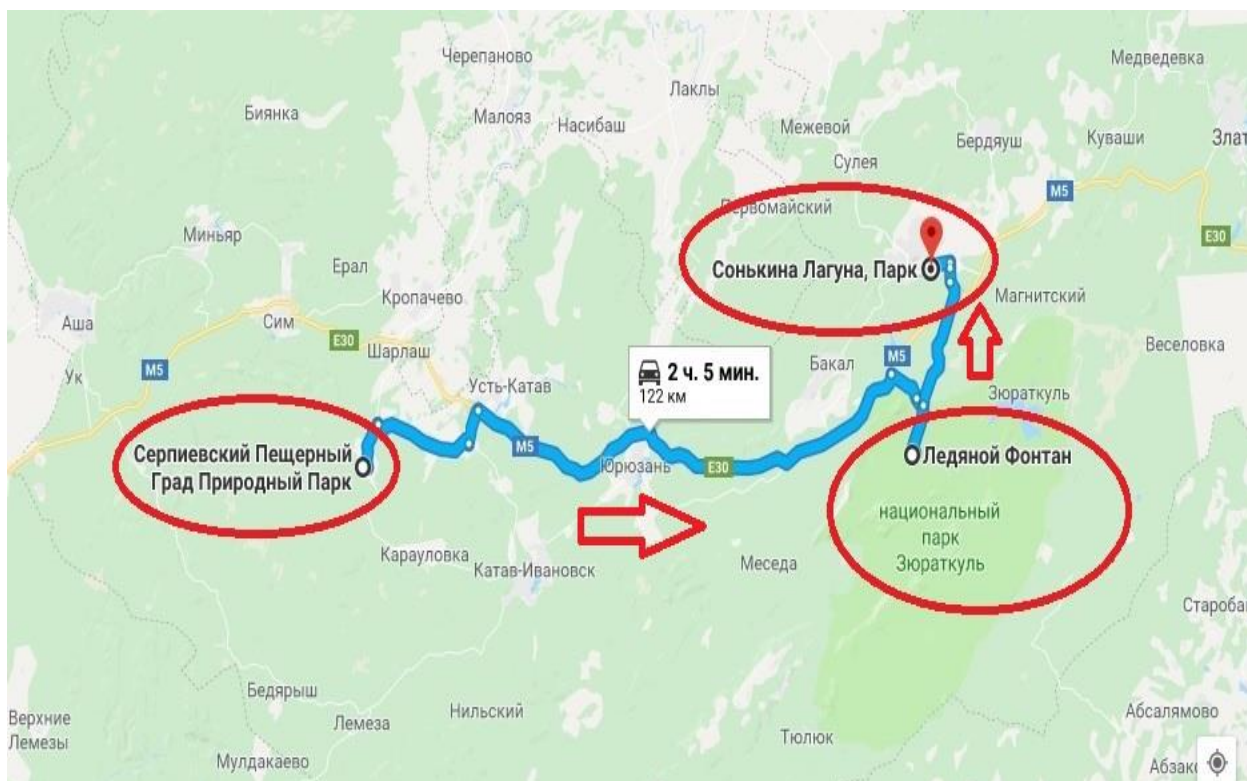 Черепаново
Медведевка
Лаклы
Биянка
Малояз
Насибаш
Межевой
Бердяуш
Куваши
Злат
Сулея
M5
Первомайский
Миньяр
E30
Ерал
Сонькина Лагуна, Парк
Кропачево
Магнитский
Аша
Сим
E30
Шарлаш
M5
Веселовка
Ук
M5
2 ч. 5 мин.
122 км
Бакал
Усть-Катав
Зюраткуль
Серпиевский Пещерный
Град Природный Парк
M5
Юрюзань
E30
Ледяной Фонтан
национальный
парк
Зюраткуль
Карауловка
Катав-Ивановск
Меседа
Староба
Бедярыш
Лемеза
Нильский
Верхние
Лемезы
Абсалямово
Тюлюк
Мулдакаево
Абзак